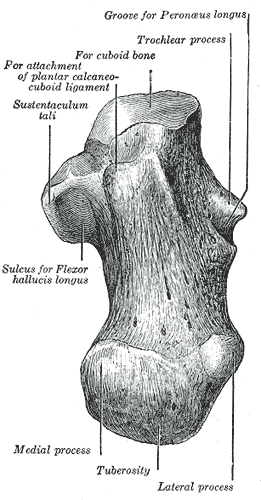 Groove for Peronæus longus
Trochlear process
For cuboid bone
For attachment
of plantar calcaneo-
cuboid ligament
Sustentaculum
tali
Sulcus for Flexor
hallucis longus
Medial process
Tuberosity
Lateral process